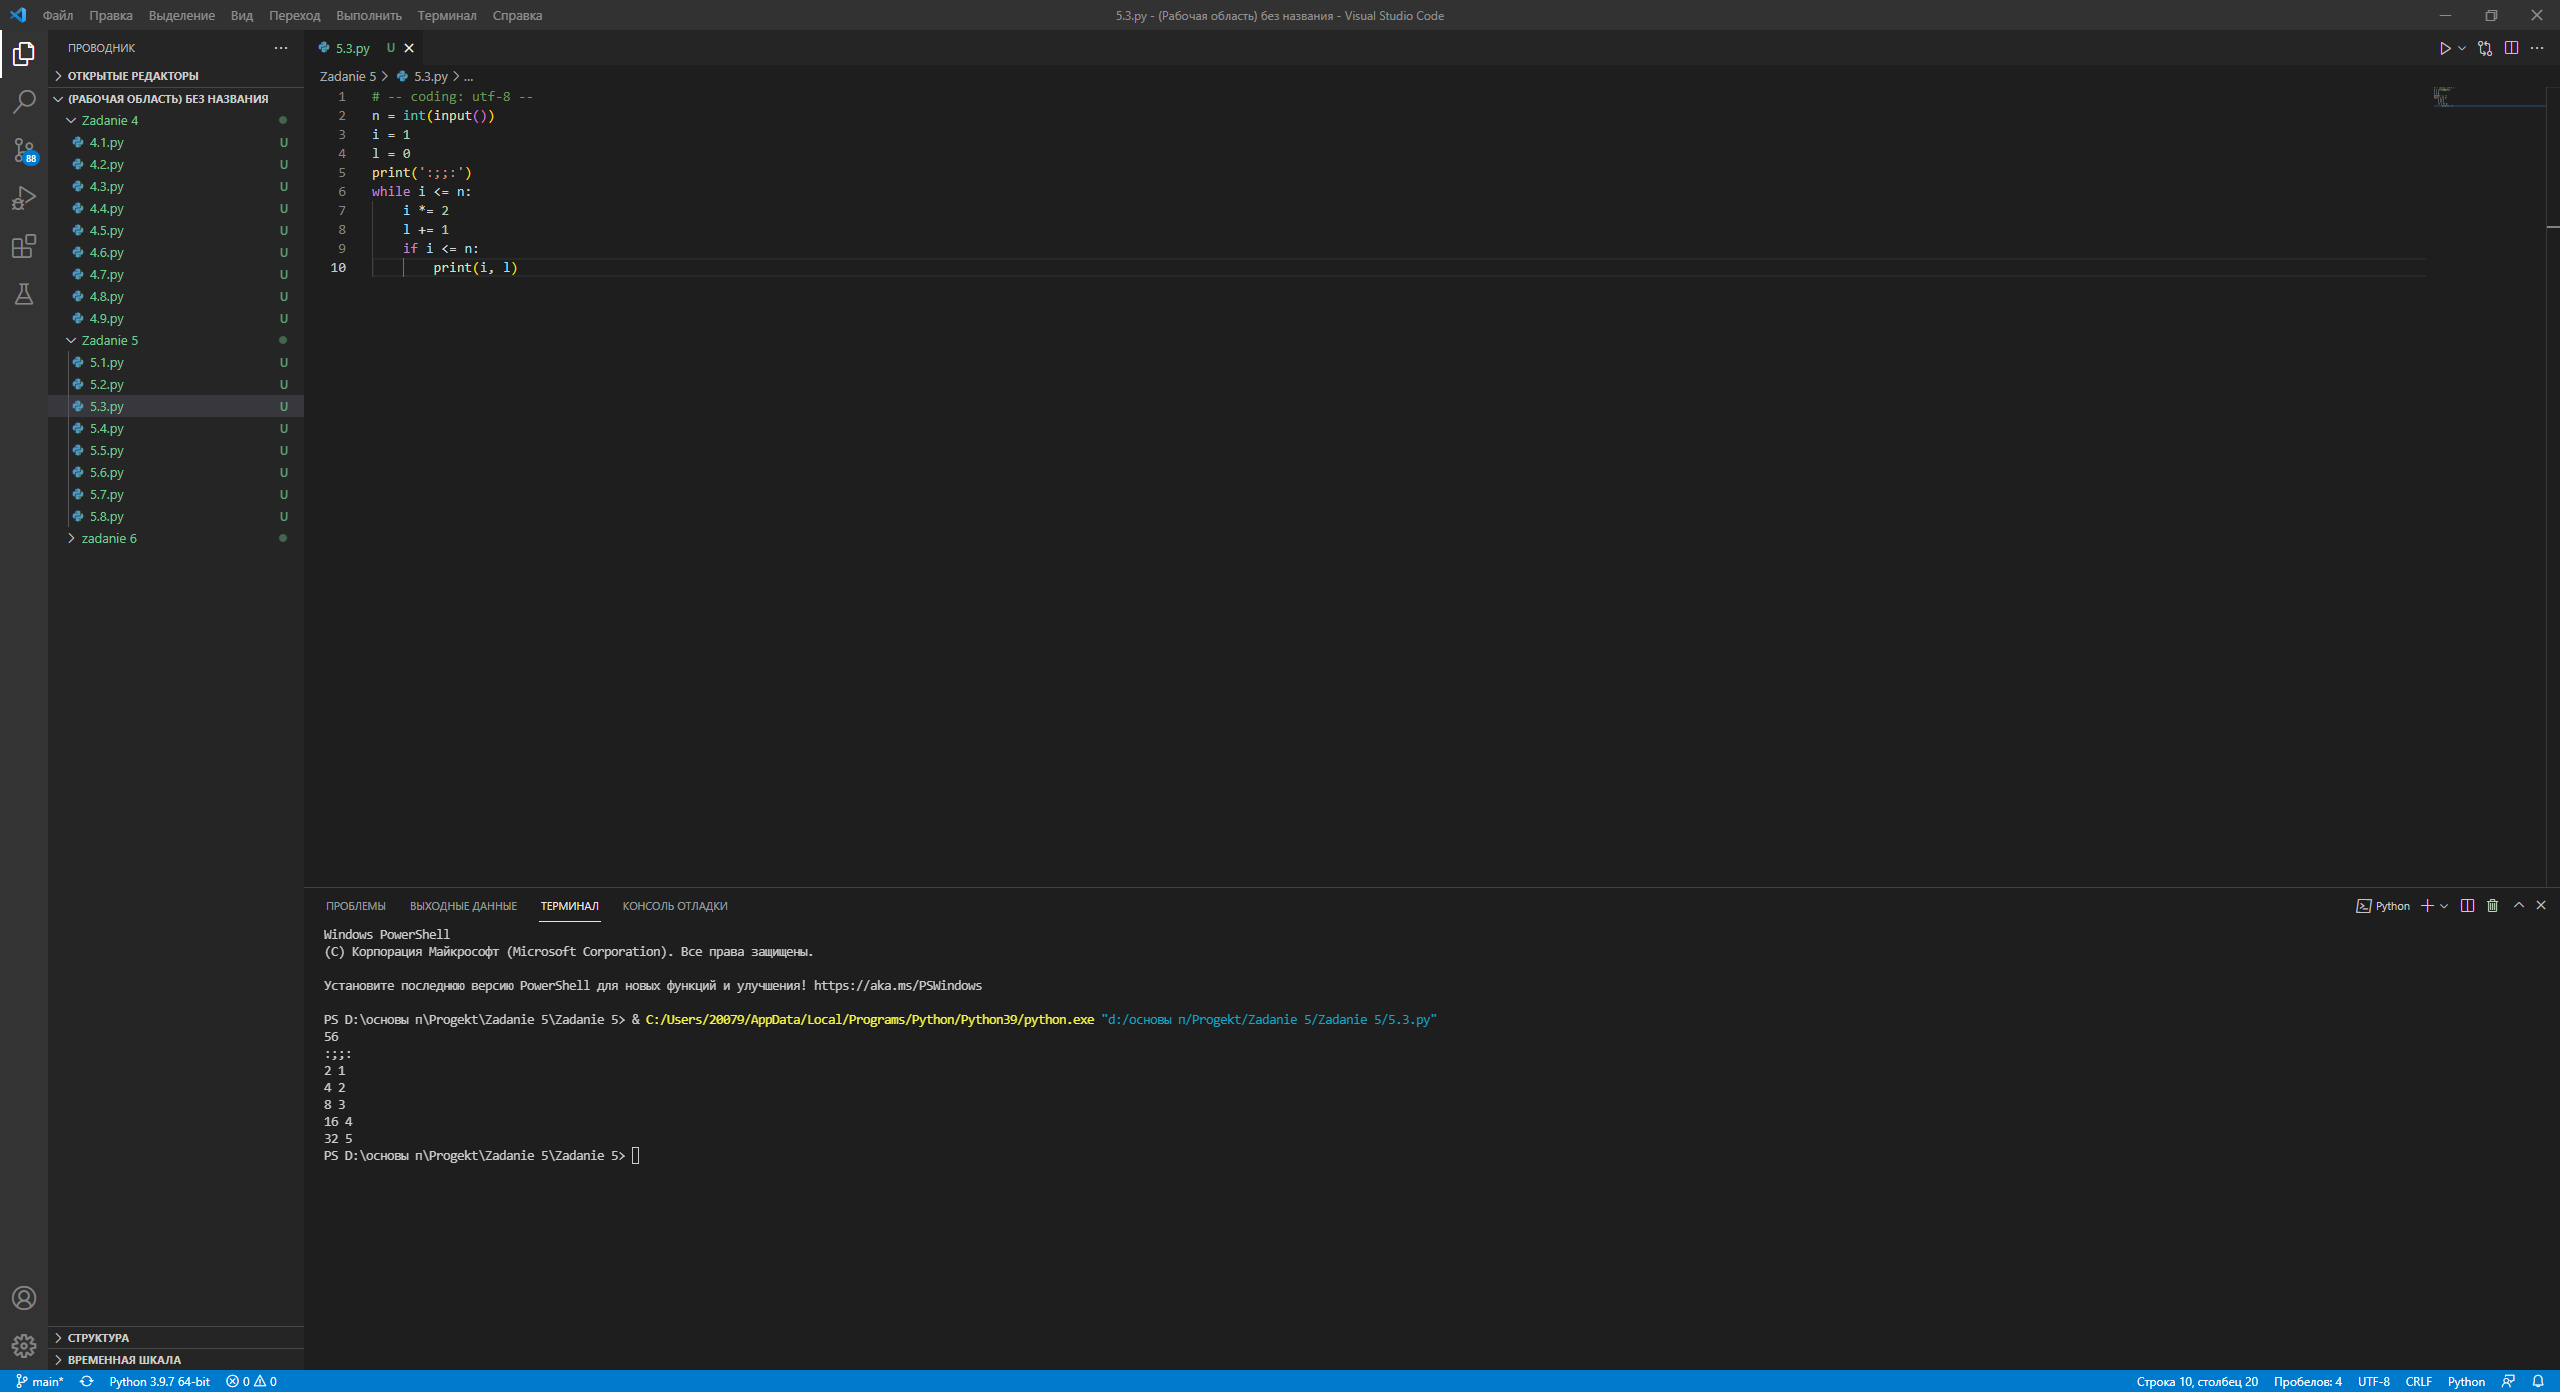 Файл Правка Выделение Вид Переход Выполнить Терминал Справка
5.3.py - (Рабочая область) без названия - Visual Studio Code
ПРОВОДНИК
ОТКРЫТЫЕ РЕДАКТОРЫ
(РАБОЧАЯ ОБЛАСТЬ) БЕЗ НАЗВАНИЯ
Zadanie 4
4.1.py U
4.2.py U
4.3.py U
4.4.py U
4.5.py U
4.6.py U
4.7.py U
4.8.py U
4.9.py U
Zadanie 5
5.1.py U
5.2.py U
5.3.py U
5.4.py U
5.5.py U
5.6.py U
5.7.py U
5.8.py U
zadanie 6
88
СТРУКТУРА
ВРЕМЕННАЯ ШКАЛА
5.3.py U
Zadanie 5 > 5.3.py > ...
1 # -- coding: utf-8 --
2 n = int(input())
3 i = 1
4 l = 0
5 print(':;;:')
6 while i <= n:
7 i *= 2
8 l += 1
9 if i <= n:
10 print(i, l)
ПРОБЛЕМЫ ВЫХОДНЫЕ ДАННЫЕ ТЕРМИНАЛ КОНСОЛЬ ОТЛАДКИ
Python
Windows PowerShell
(C) Корпорация Майкрософт (Microsoft Corporation). Все права защищены.
Установите последнюю версию PowerShell для новых функций и улучшения! https://aka.ms/PSWindows
PS D:\основы п\Progekt\Zadanie 5\Zadanie 5> & C:/Users/20079/AppData/Local/Programs/Python/Python39/python.exe "d:/основы п/Progekt/Zadanie 5/Zadanie 5/5.3.py"
56
:;;:
2 1
4 2
8 3
16 4
32 5
PS D:\основы п\Progekt\Zadanie 5\Zadanie 5>
main* Python 3.9.7 64-bit 0 0
Строка 10, столбец 20 Пробелов: 4 UTF-8 CRLF Python